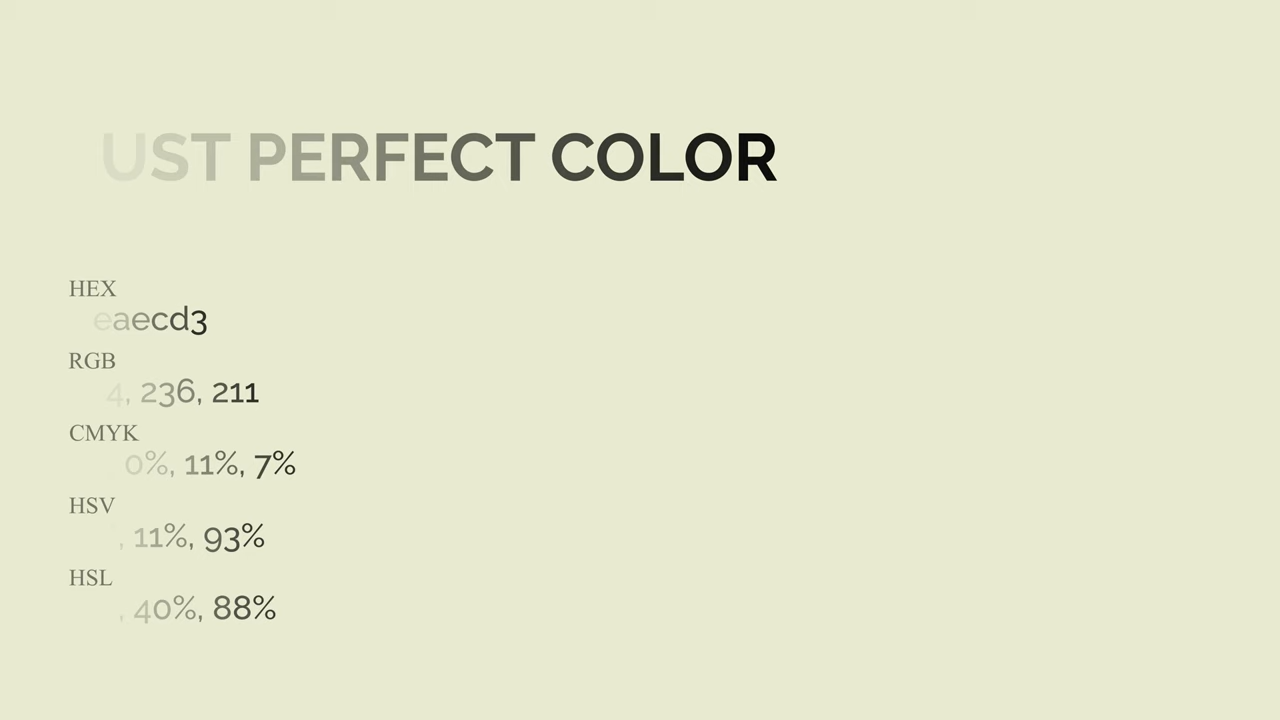 UST PERFECT COLOR
HEX
eaecd3
RGB
4, 236, 211
CMYK
0%, 11%, 7%
HSV
, 11%, 93%
HSL
, 40%, 88%